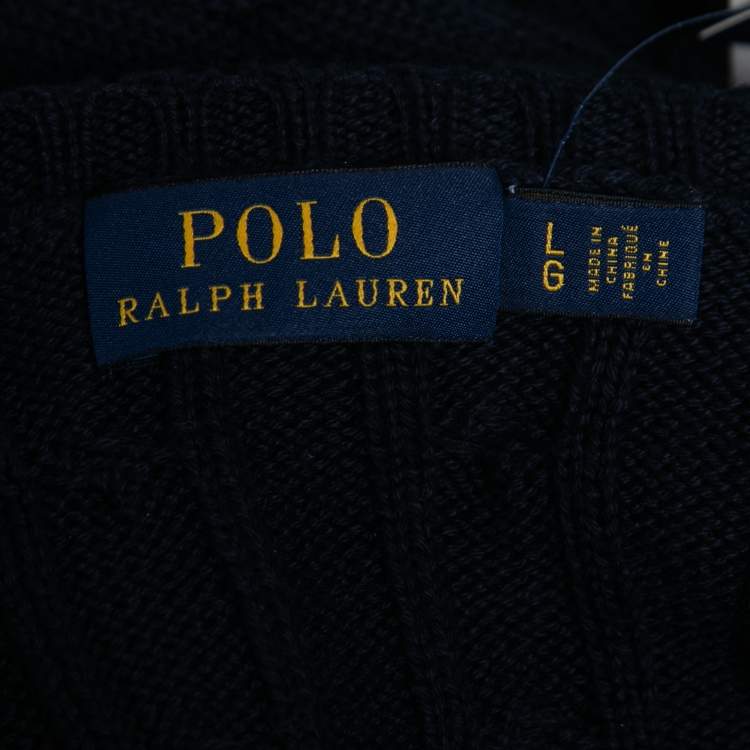 POLO
RALPH LAUREN
L
G
MADE IN
CHINA
FABRIQUÉ
EN
CHINE